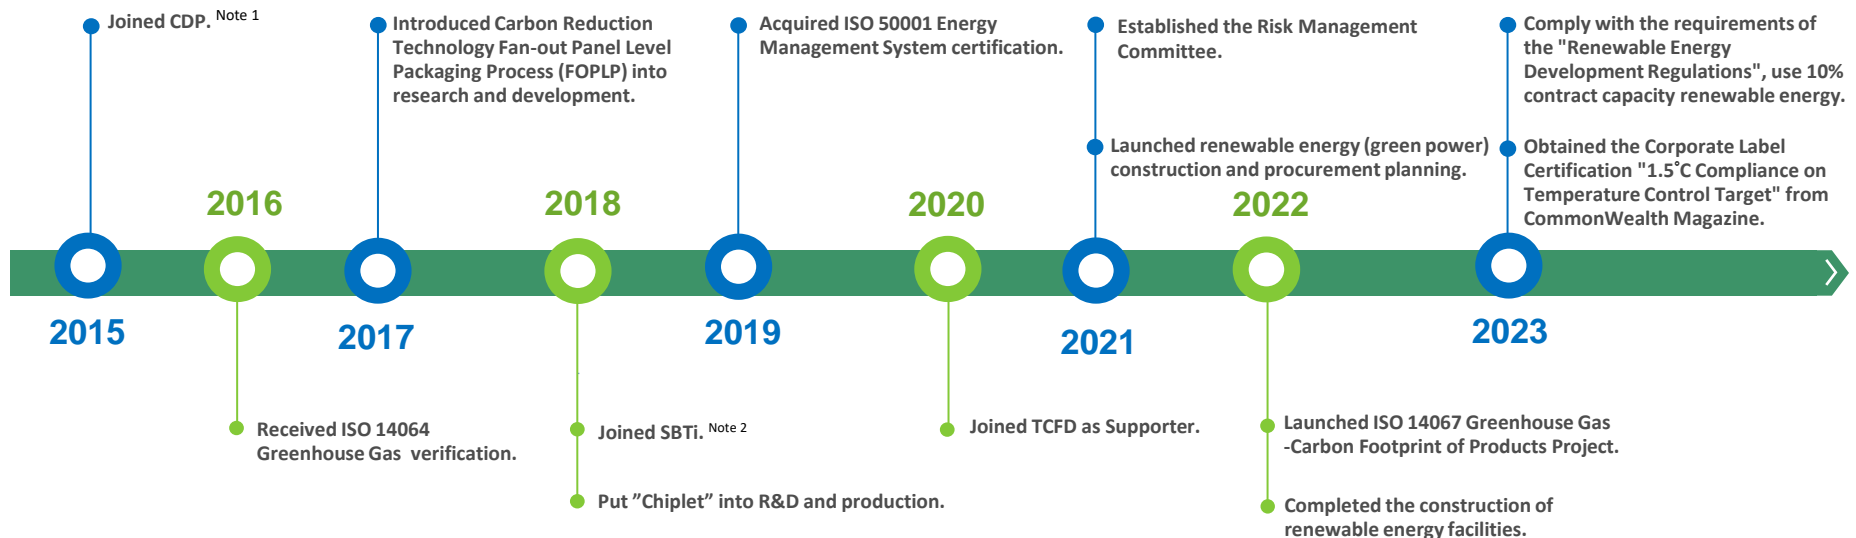 Joined CDP. Note 1
2015
2016
Received ISO 14064
Greenhouse Gas  verification.
Introduced Carbon Reduction
Technology Fan-out Panel Level
Packaging Process (FOPLP) into
research and development.
2017
2018
Joined SBTi. Note 2
Put ”Chiplet” into R&D and production.
Acquired ISO 50001 Energy
Management System certification.
2019
2020
Joined TCFD as Supporter.
Established the Risk Management
Committee.
Launched renewable energy (green power)
construction and procurement planning.
2021
2022
Launched ISO 14067 Greenhouse Gas
-Carbon Footprint of Products Project.
Completed the construction of
renewable energy facilities.
Comply with the requirements of
the "Renewable Energy
Development Regulations", use 10%
contract capacity renewable energy.
Obtained the Corporate Label
Certification "1.5˚C Compliance on
Temperature Control Target" from
CommonWealth Magazine.
2023